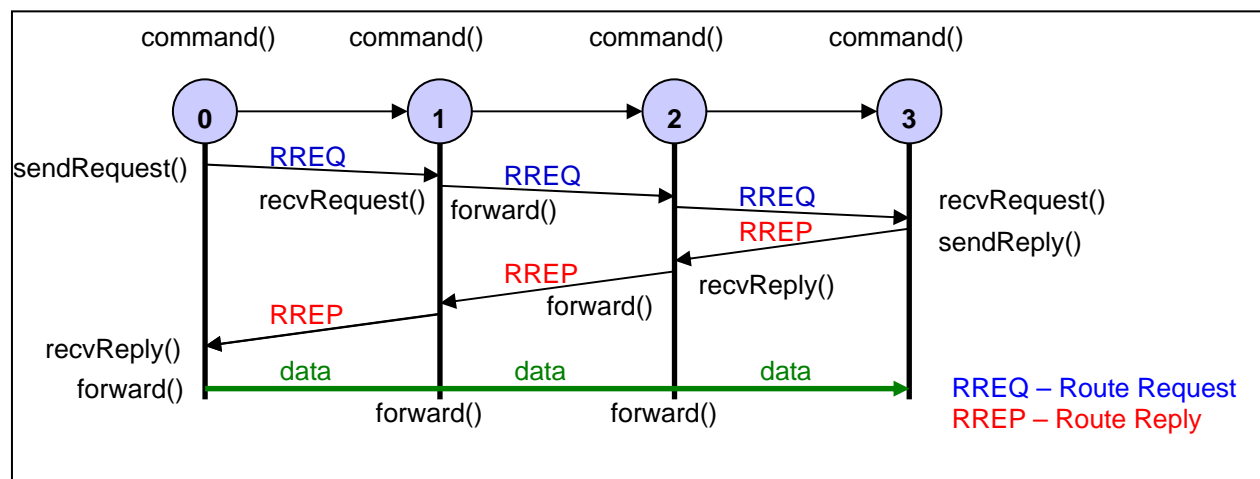 command() command() command() command()
0 1 2 3
sendRequest() RREQ
RREQ
RREQ
recvRequest() forward() recvRequest()
RREP
sendReply()
RREP
recvReply()
forward()
RREP
recvReply()
data data data
forward()
RREQ – Route Request
forward() forward()
RREP – Route Reply